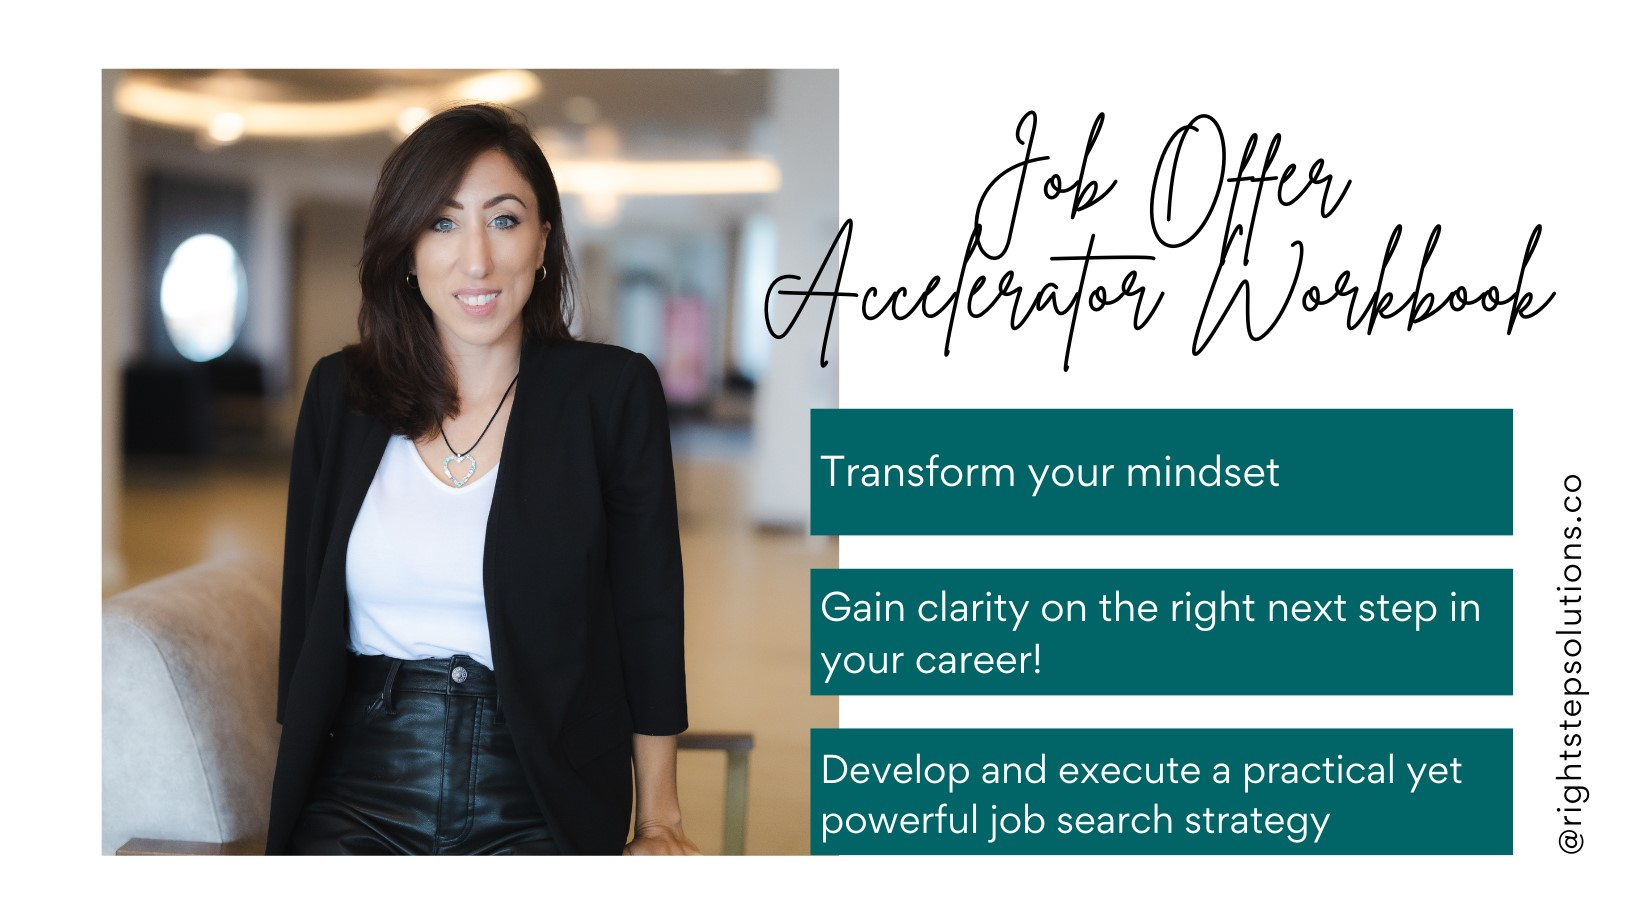 Job Offer
Accelerator Workbook
Transform your mindset
Gain clarity on the right next step in
your career!
Develop and execute a practical yet
powerful job search strategy
@rightstepsolutions.co